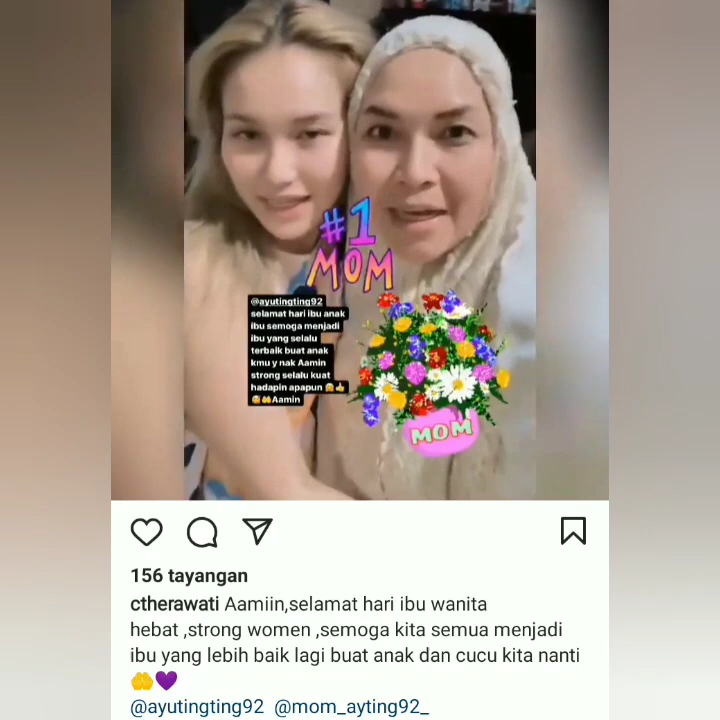 #1
MOM
@ayutingting92
selamat hari ibu anak
ibu semoga menjadi
ibu yang selalu
terbaik buat anak
kmu y nak Aamin
strong selalu kuat
hadapin apapun 🤗👍
🥰🤲Aamin
MOM
156 tayangan
ctherawati Aamiin,selamat hari ibu wanita
hebat ,strong women ,semoga kita semua menjadi
ibu yang lebih baik lagi buat anak dan cucu kita nanti
🤲💜
@ayutingting92 @mom_ayting92_